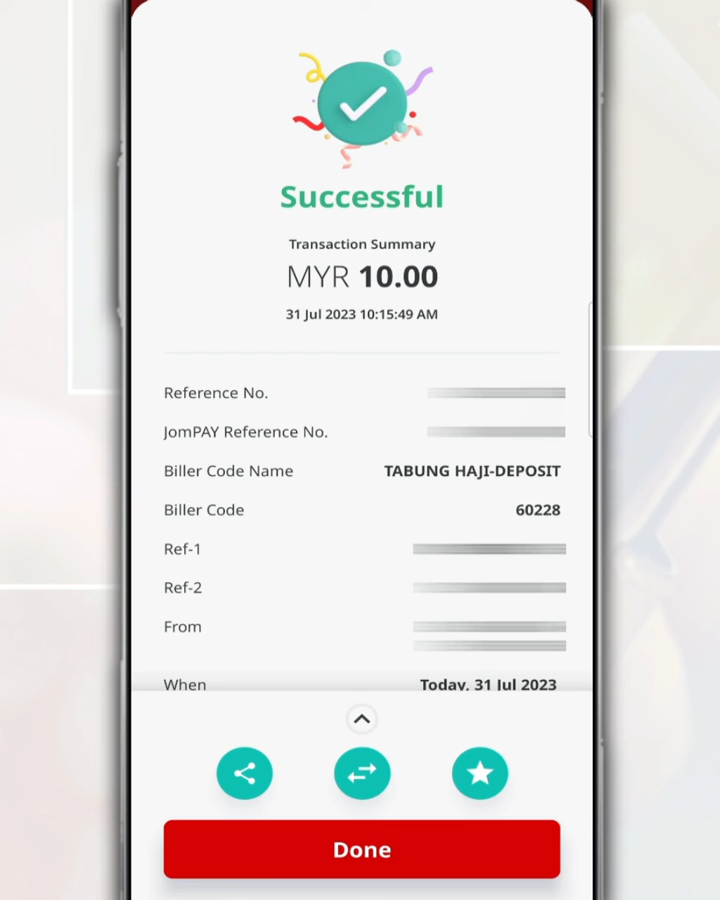 Successful
Transaction Summary
MYR 10.00
31 Jul 2023 10:15:49 AM
Reference No.
JomPAY Reference No.
Biller Code Name TABUNG HAJI-DEPOSIT
Biller Code 60228
Ref-1
Ref-2
From
When Today, 31 Jul 2023
Done